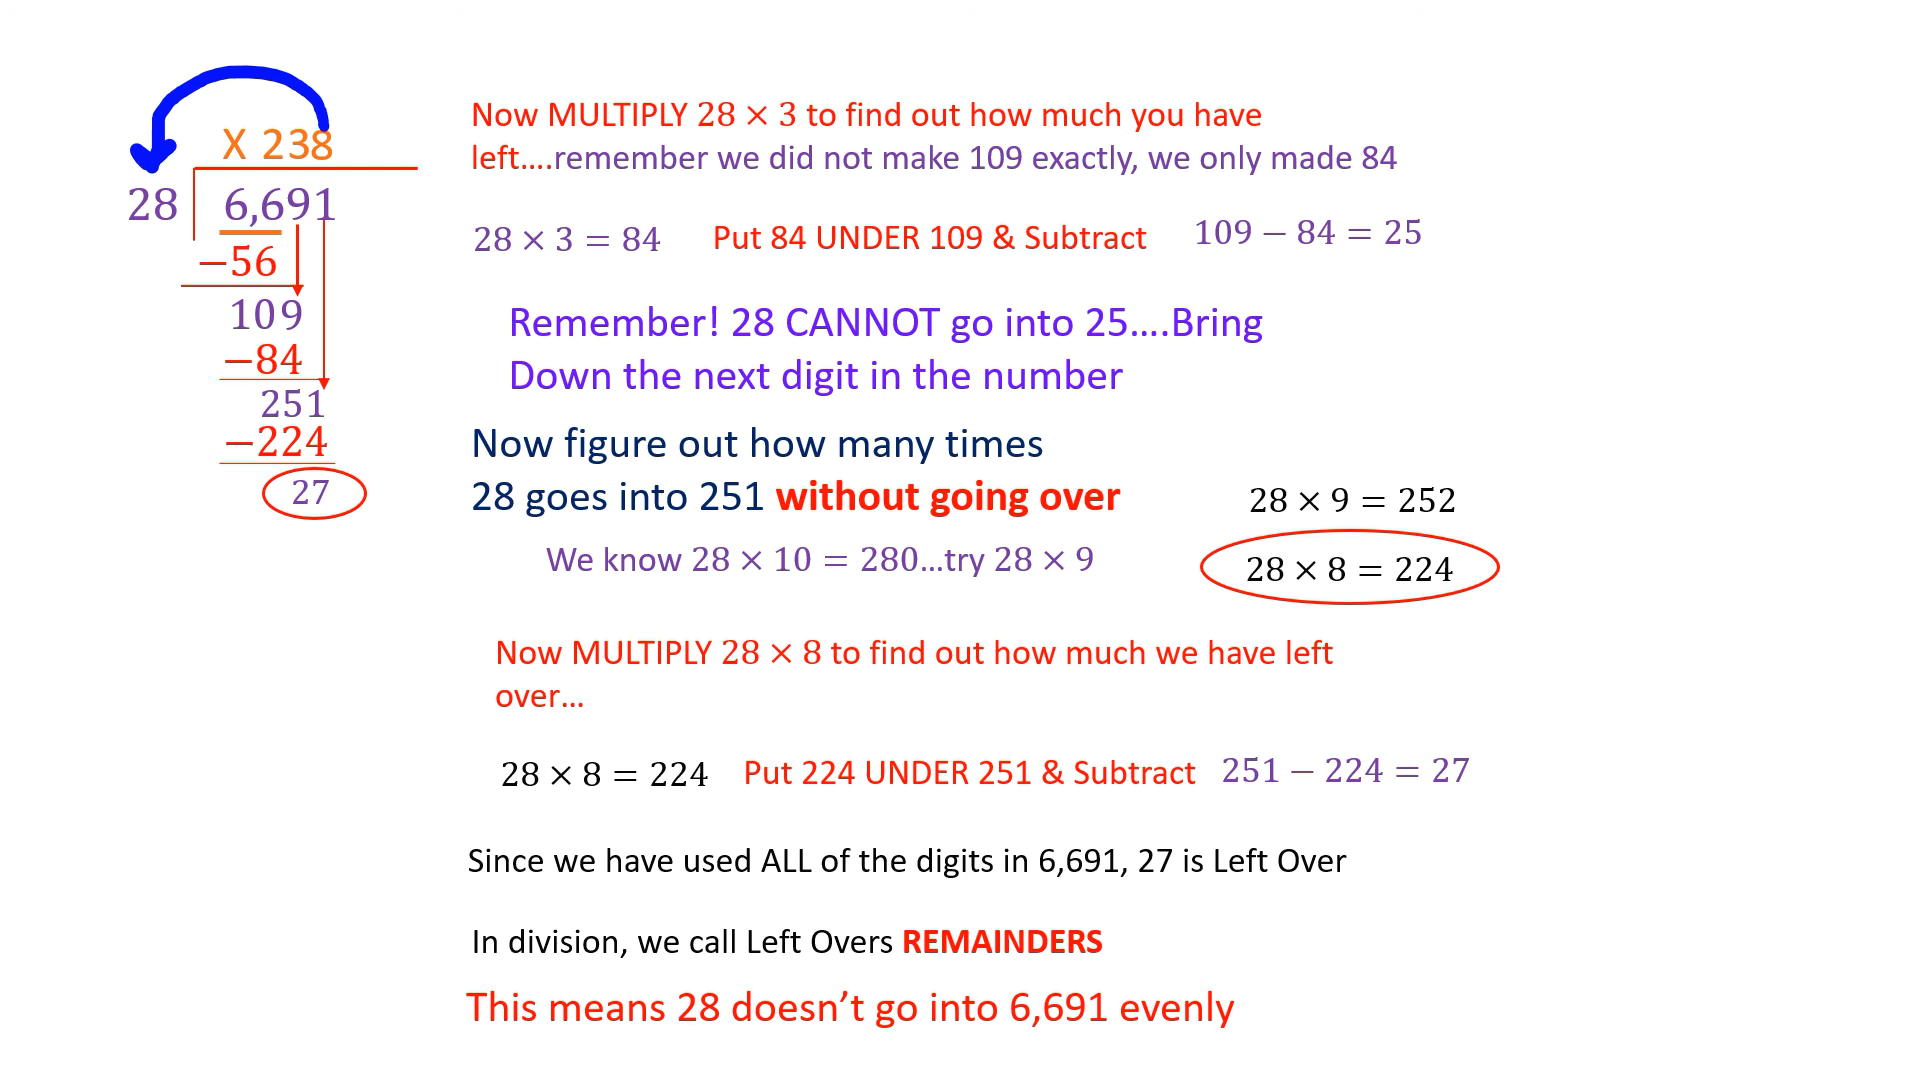 X 238
28 6,691
−56
109
−84
251
−224
27
Now MULTIPLY 28 × 3 to find out how much you have
left....remember we did not make 109 exactly, we only made 84
28 × 3 = 84 Put 84 UNDER 109 & Subtract 109 − 84 = 25
Remember! 28 CANNOT go into 25....Bring
Down the next digit in the number
Now figure out how many times
28 goes into 251 without going over
28 × 9 = 252
We know 28 × 10 = 280...try 28 × 9
28 × 8 = 224
Now MULTIPLY 28 × 8 to find out how much we have left
over...
28 × 8 = 224 Put 224 UNDER 251 & Subtract 251 − 224 = 27
Since we have used ALL of the digits in 6,691, 27 is Left Over
In division, we call Left Overs REMAINDERS
This means 28 doesn’t go into 6,691 evenly